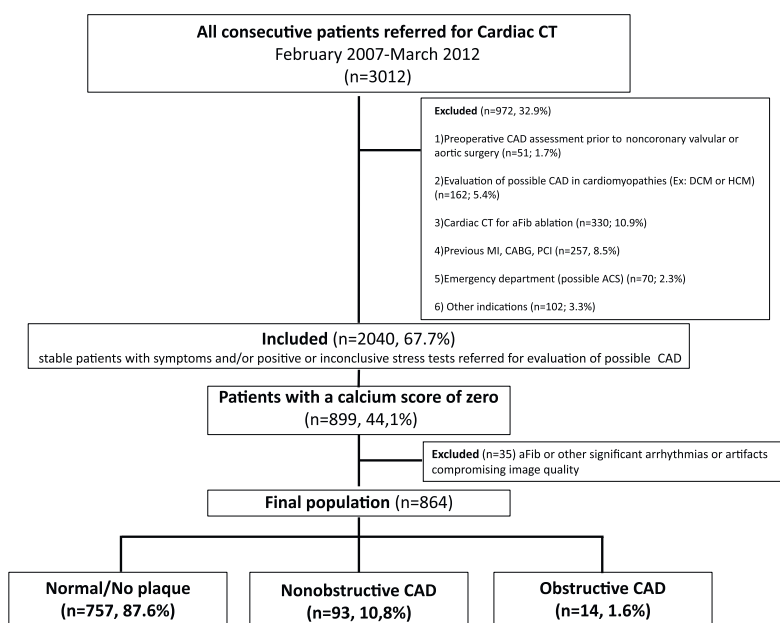 All consecutive patients referred for Cardiac CT
February 2007-March 2012
(n=3012)
Excluded (n=972, 32.9%)
1)Preoperative CAD assessment prior to noncoronary valvular or
aortic surgery (n=51; 1.7%)
2)Evaluation of possible CAD in cardiomyopathies (Ex: DCM or HCM)
(n=162; 5.4%)
3)Cardiac CT for aFib ablation (n=330; 10.9%)
4)Previous MI, CABG, PCI (n=257, 8.5%)
5)Emergency department (possible ACS) (n=70; 2.3%)
6) Other indications (n=102; 3.3%)
Included (n=2040, 67.7%)
stable patients with symptoms and/or positive or inconclusive stress tests referred for evaluation of possible CAD
Patients with a calcium score of zero
(n=899, 44,1%)
Excluded (n=35) aFib or other significant arrhythmias or artifacts
compromising image quality
Final population (n=864)
Normal/No plaque
(n=757, 87.6%)
Nonobstructive CAD
(n=93, 10,8%)
Obstructive CAD
(n=14, 1.6%)